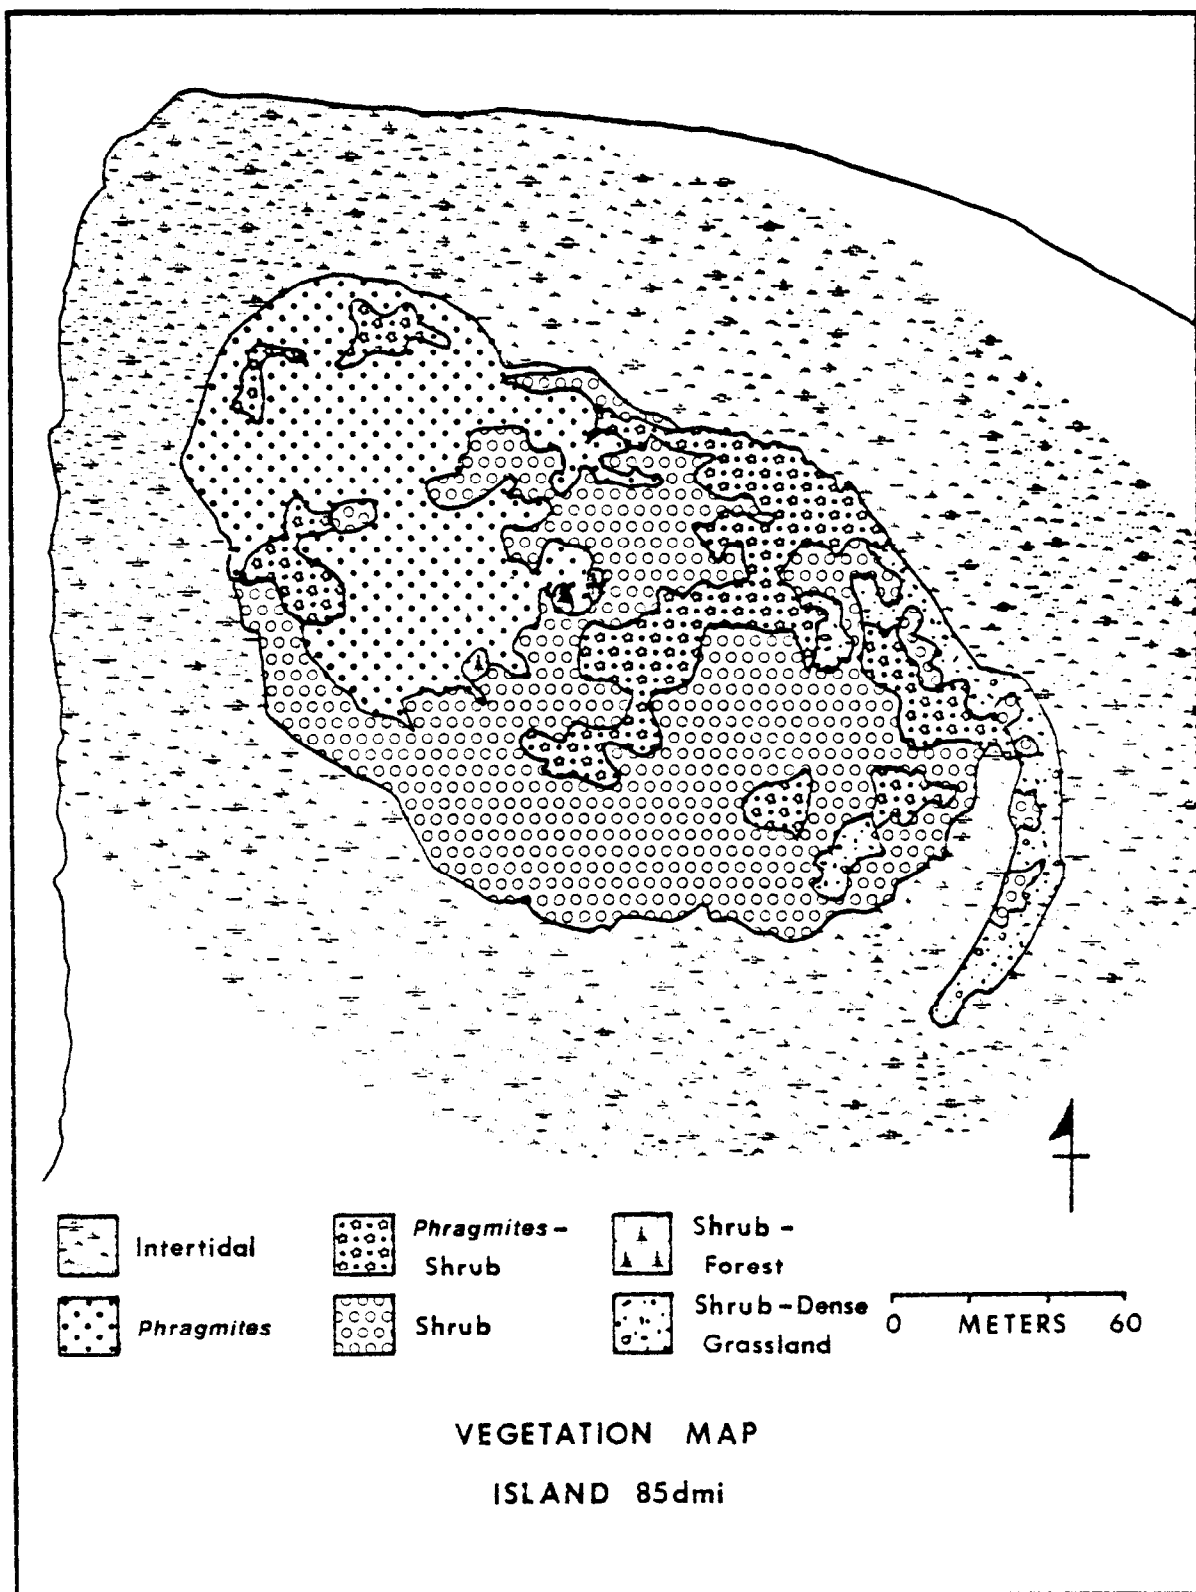 Intertidal
Phragmites-
Shrub
Shrub-
Forest
Phragmites
Shrub
Shrub-Dense
Grassland
0 METERS 60
VEGETATION MAP
ISLAND 85dmi